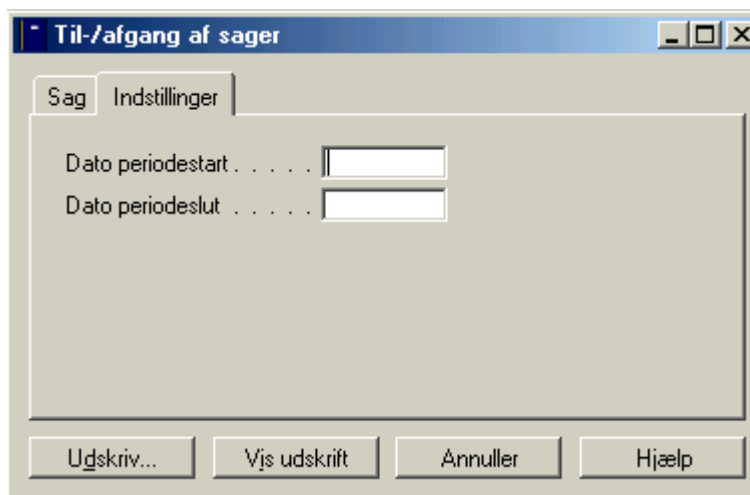 Til-/afgang af sager
Sag Indstillinger
Dato periodestart . . . . .
Dato periodeslut . . . . .
Udskriv... Vis udskrift Annuller Hjælp